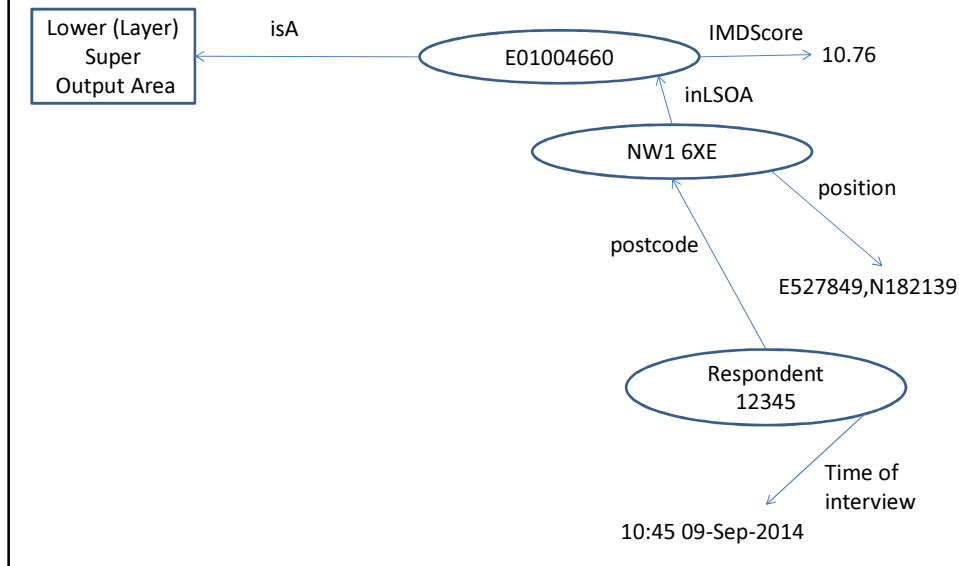 Lower (Layer)
Super
Output Area
isA
E01004660
IMDScore
10.76
inLSOA
NW1 6XE
position
postcode
E527849,N182139
Respondent
12345
Time of
interview
10:45 09-Sep-2014